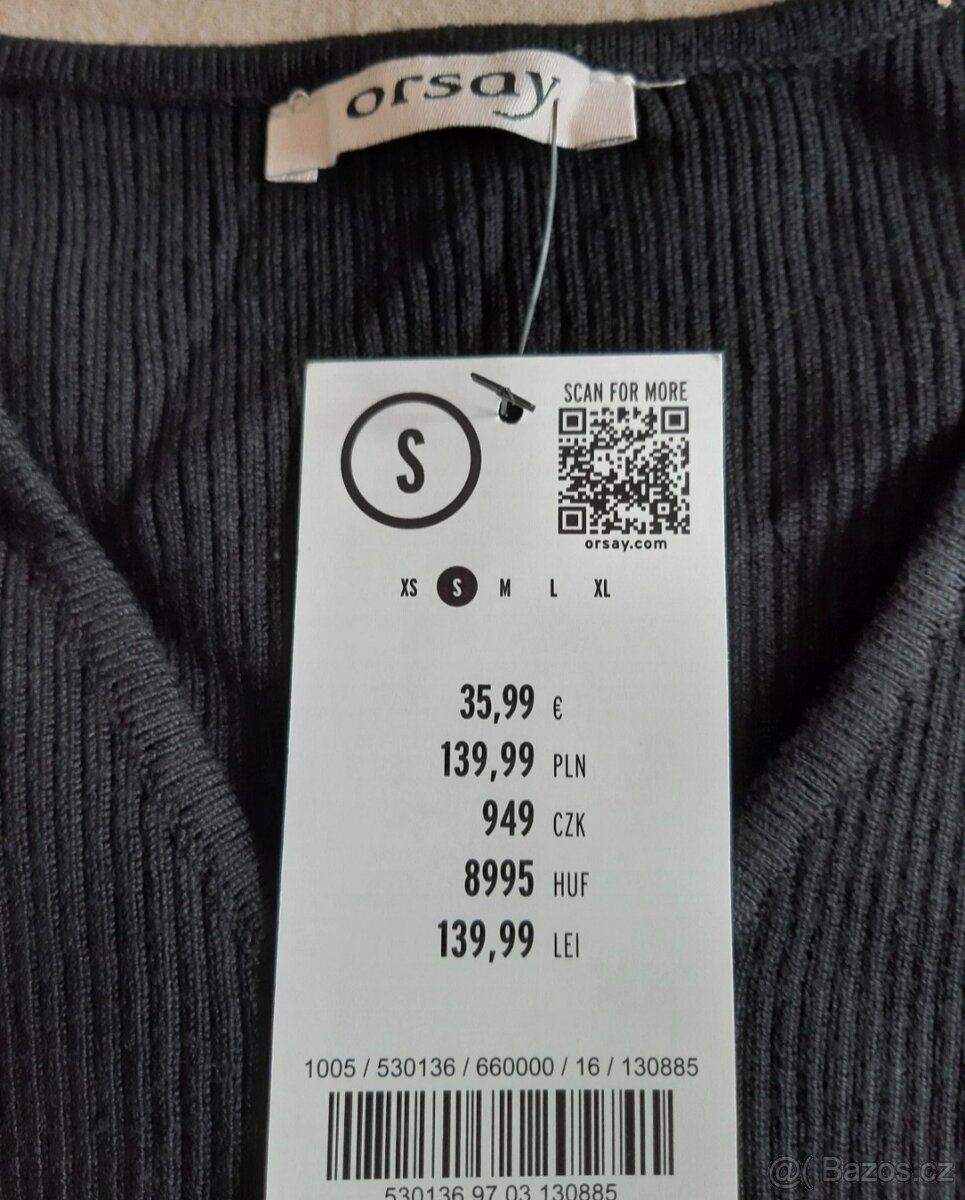 orsay
S
SCAN FOR MORE
orsay.com
XS S M L XL
35,99 €
139,99 PLN
949 CZK
8995 HUF
139,99 LEI
1005 / 530136 / 660000 / 16 / 130885
530136 97 03 130885
@( Bazos.cz